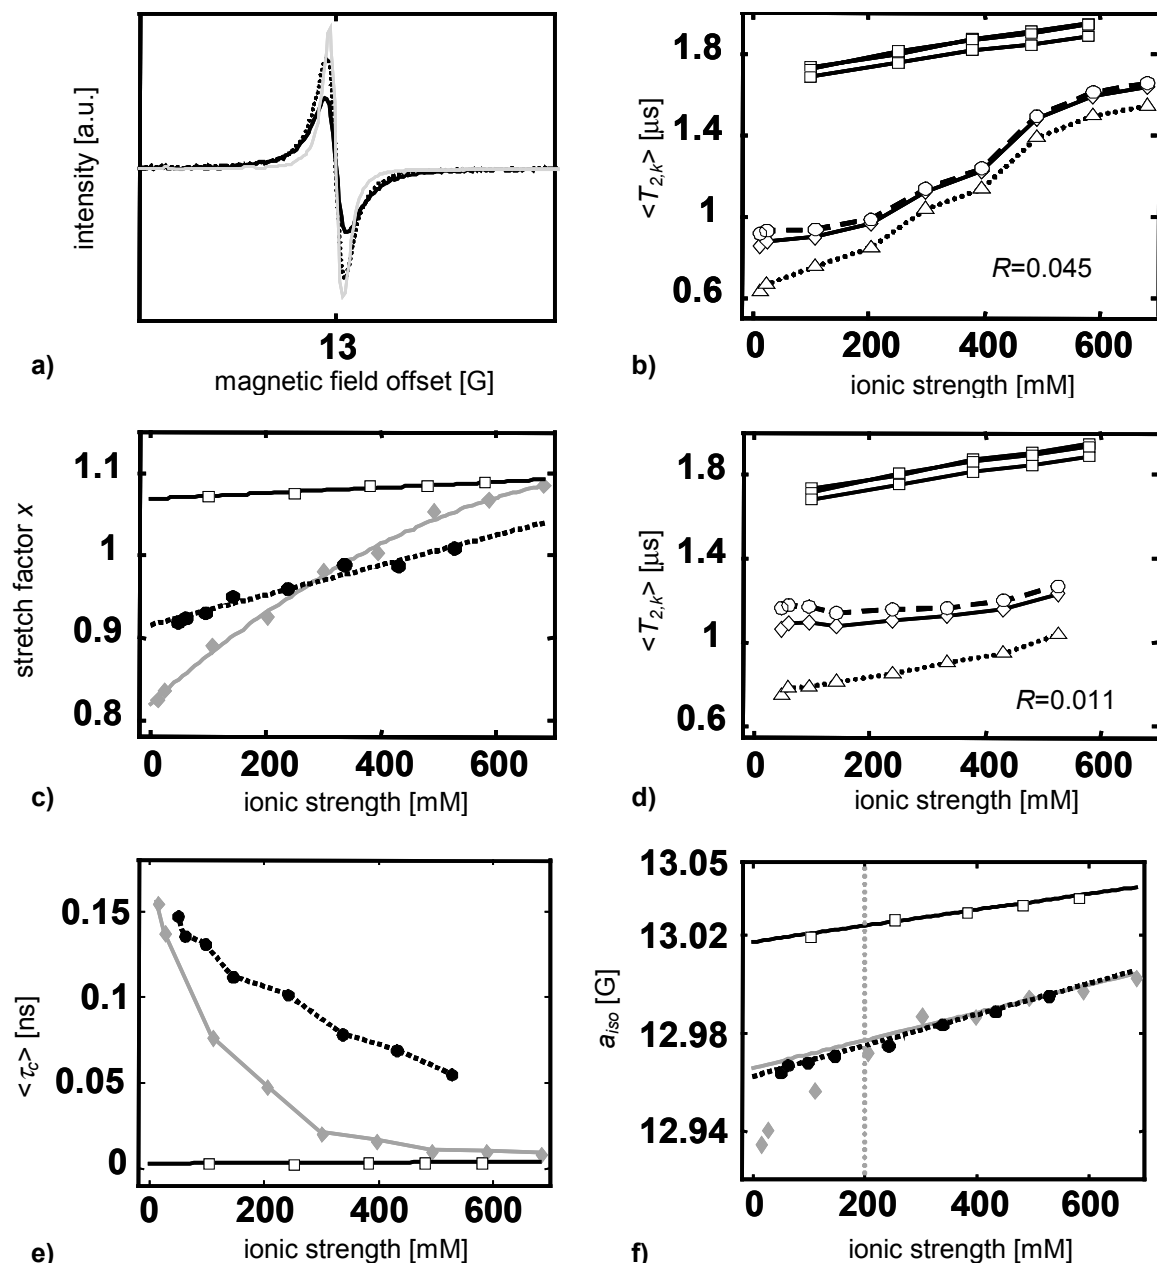 intensity [a.u.]
13
magnetic field offset [G]
a)
<T2,k> [μs]
1.8
1.4
1
0.6
R=0.045
0 200 400 600
ionic strength [mM]
b)
stretch factor x
1.1
1
0.9
0.8
0 200 400 600
ionic strength [mM]
c)
<T2,k> [μs]
1.8
1.4
1
0.6
R=0.011
0 200 400 600
ionic strength [mM]
d)
<τc> [ns]
0.15
0.1
0.05
0
0 200 400 600
ionic strength [mM]
e)
aiso [G]
13.05
13.02
12.98
12.94
0 200 400 600
ionic strength [mM]
f)